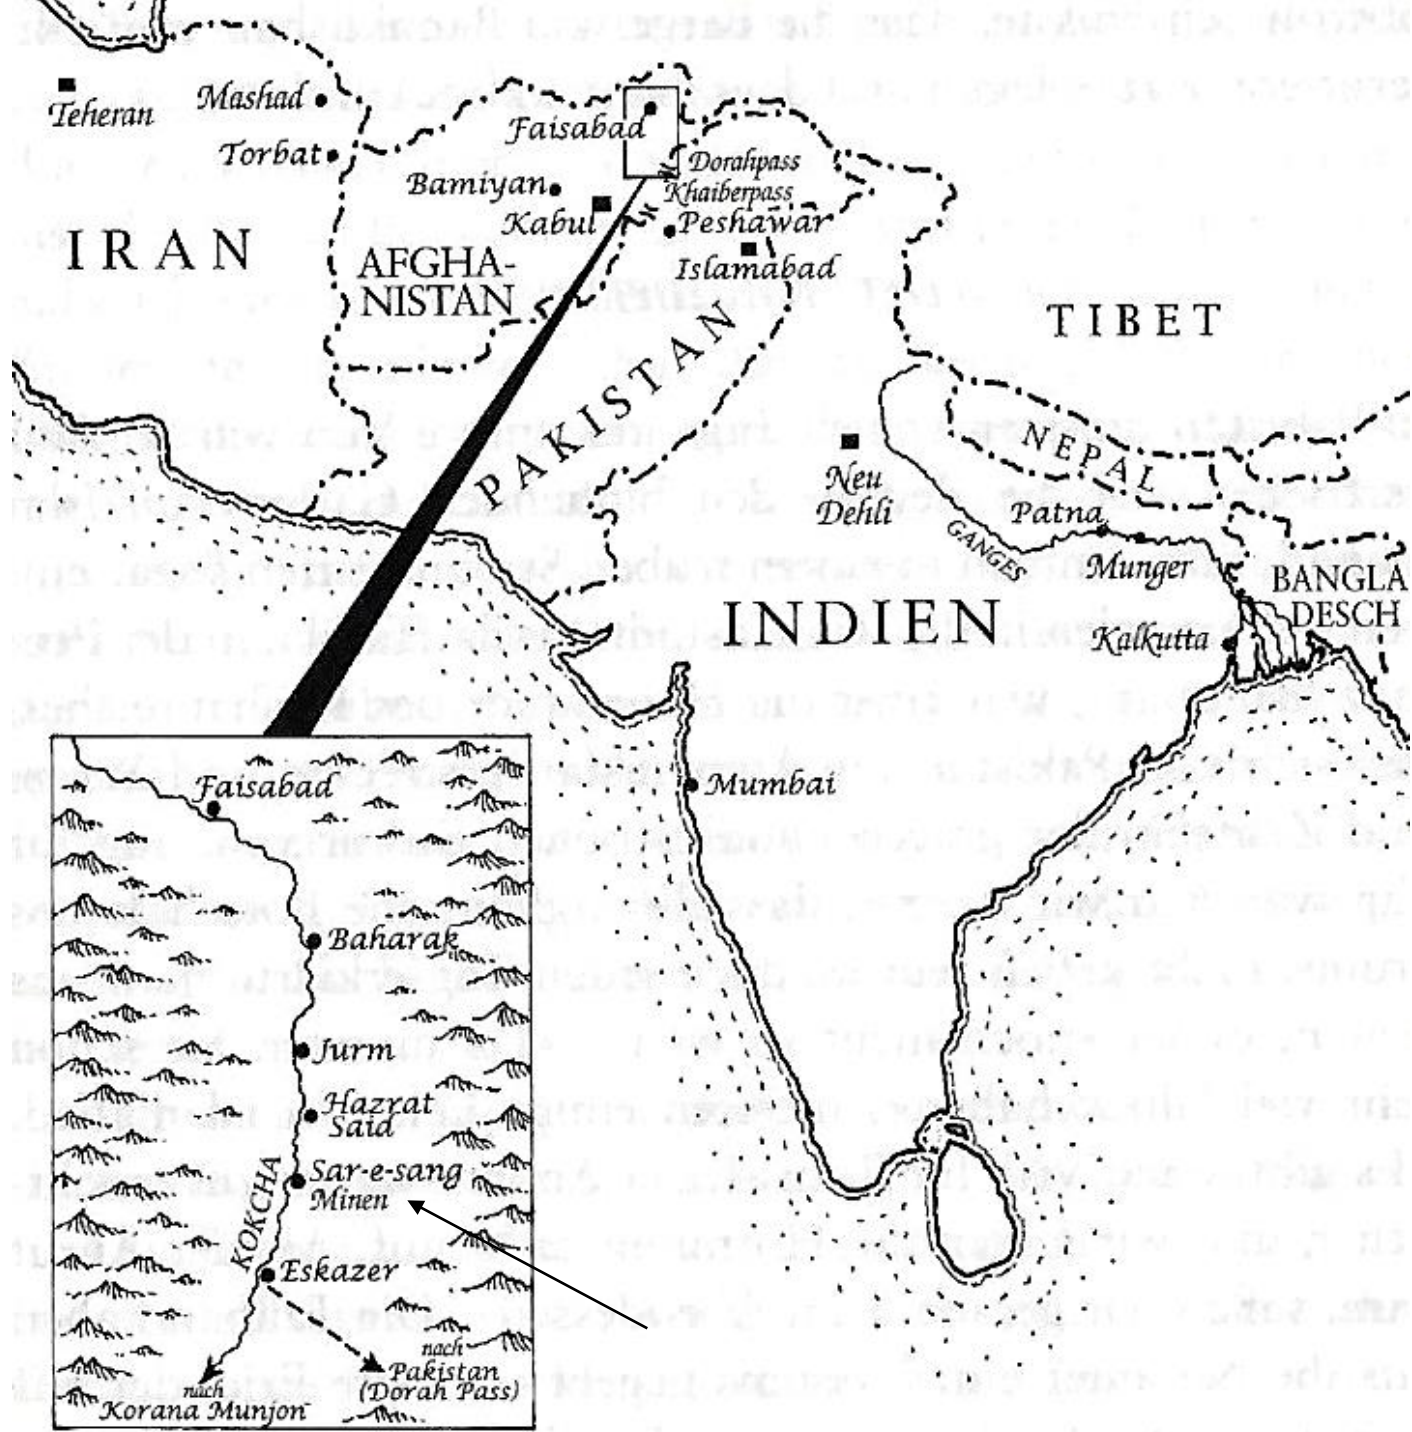 Teheran
Mashad
Torbat
Faisabad
Bamiyan
Kabul
Dorahpass
Khaiberpass
Peshawar
Islamabad
IRAN
AFGHA-
NISTAN
PAKISTAN
TIBET
NEPAL
Neu
Dehli
GANGES
Patna
Munger
BANGLA
DESCH
INDIEN
Kalkutta
Mumbai
Faisabad
Baharak
Jurm
Hazrat
Said
Sar-e-sang
Minen
KOKCHA
Eskazer
nach
Pakistan
(Dorah Pass)
nach
Korana Munjon